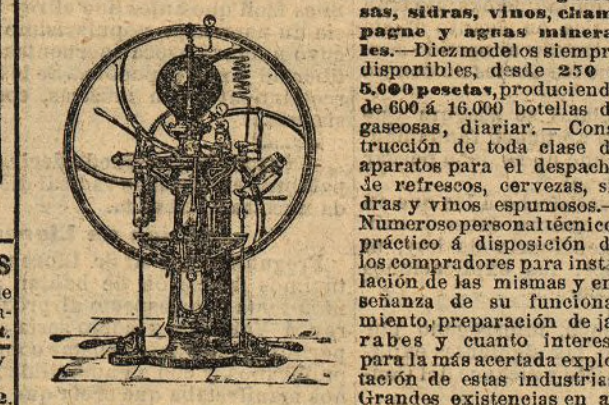 sas, sidras, vinos, cham
pagne y aguas minera
les.—Diez modelos siempr
disponibles, desde 250
5.000 pesetas, produciend
de 600 á 16.000 botellas d
gaseosas, diariar. — Cons
trucción de toda clase d
aparatos para el despach
de refrescos, cervezas, s
dras y vinos espumosos.—
Numeroso personal técnico
práctico á disposición d
los compradores para inst
lación de las mismas y en
señanza de su funciona
miento, preparación de ja
rabes y cuanto interes
para la más acertada explo
tación de estas industrias
Grandes existencias en a
S
e
a-
t.
y
2.